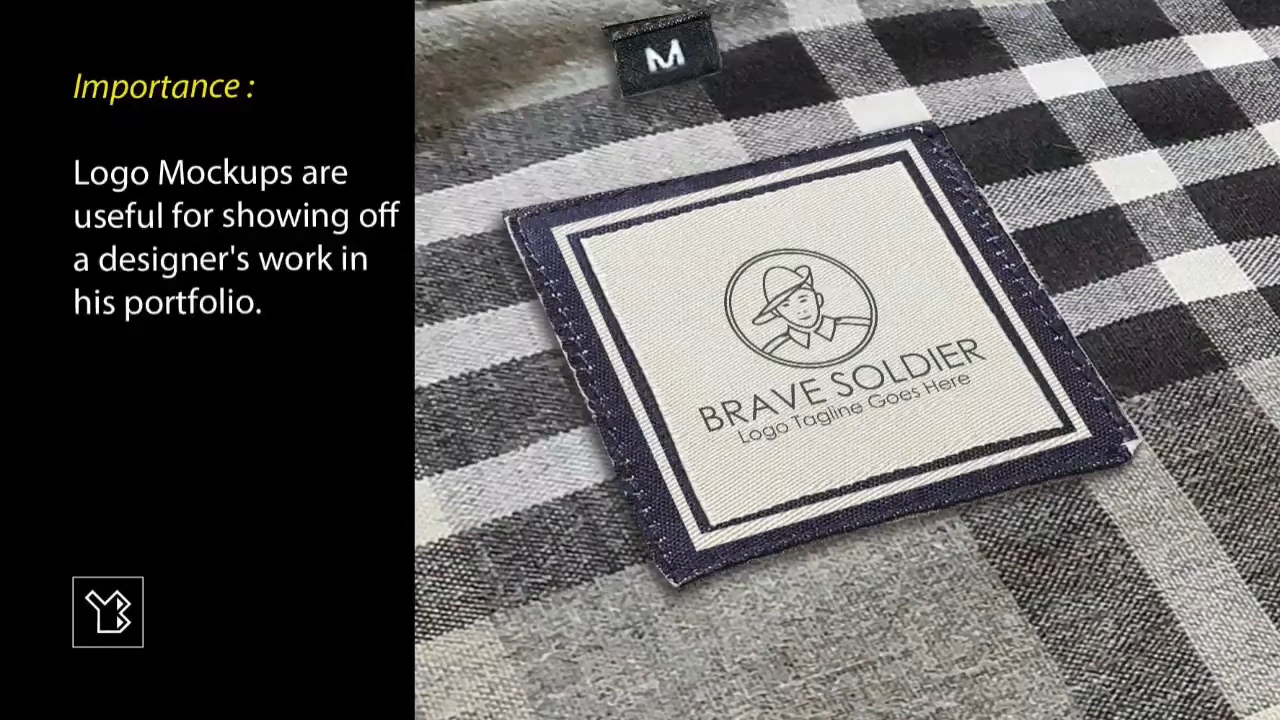 Importance :
Logo Mockups are
useful for showing off
a designer's work in
his portfolio.
M
BRAVE SOLDIER
Logo Tagline Goes Here